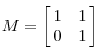 M = [ 1 1
0 1 ]